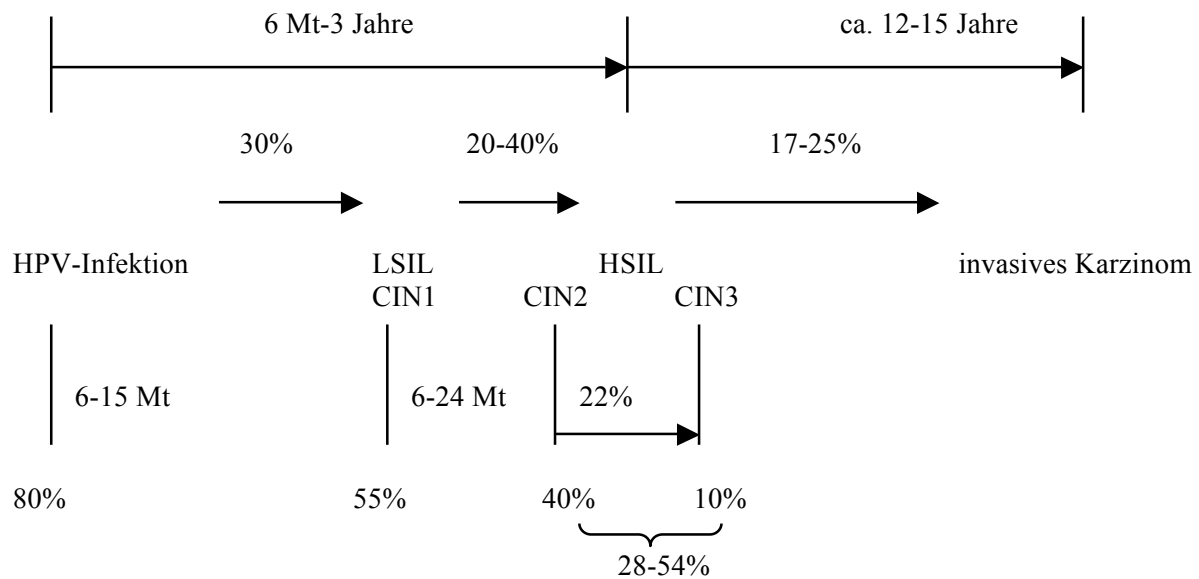 6 Mt-3 Jahre ca. 12-15 Jahre
30% 20-40% 17-25%
HPV-Infektion LSIL HSIL invasives Karzinom
CIN1 CIN2 CIN3
6-15 Mt 6-24 Mt 22%
80% 55% 40% 10%
28-54%